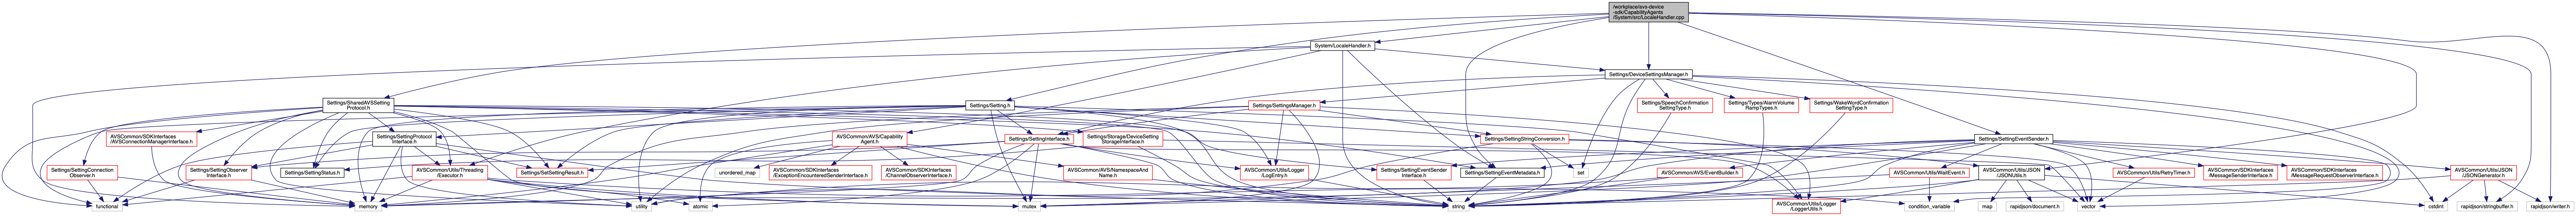 /workplace/avs-device
-sdk/CapabilityAgents
/System/src/LocaleHandler.cpp
System/LocaleHandler.h
Settings/DeviceSettingsManager.h
Settings/SharedAVSSetting
Protocol.h
Settings/Setting.h
Settings/SettingsManager.h
Settings/SpeechConfirmation
SettingType.h
Settings/Types/AlarmVolume
RampTypes.h
Settings/WakeWordConfirmation
SettingType.h
AVSCommon/SDKInterfaces
/AVSConnectionManagerInterface.h
Settings/SettingProtocol
Interface.h
AVSCommon/AVS/Capability
Agent.h
Settings/SettingInterface.h
Settings/Storage/DeviceSetting
StorageInterface.h
Settings/SettingStringConversion.h
Settings/SettingEventSender.h
Settings/SettingConnection
Observer.h
Settings/SettingObserver
Interface.h
Settings/SettingStatus.h
AVSCommon/Utils/Threading
/Executor.h
Settings/SetSettingResult.h
unordered_map
AVSCommon/SDKInterfaces
/ExceptionEncounteredSenderInterface.h
AVSCommon/SDKInterfaces
/ChannelObserverInterface.h
AVSCommon/AVS/NamespaceAnd
Name.h
AVSCommon/Utils/Logger
/LogEntry.h
Settings/SettingEventSender
Interface.h
Settings/SettingEventMetadata.h
set
AVSCommon/AVS/EventBuilder.h
AVSCommon/Utils/WaitEvent.h
AVSCommon/Utils/JSON
/JSONUtils.h
AVSCommon/Utils/RetryTimer.h
AVSCommon/SDKInterfaces
/MessageSenderInterface.h
AVSCommon/SDKInterfaces
/MessageRequestObserverInterface.h
AVSCommon/Utils/JSON
/JSONGenerator.h
functional
memory
utility
atomic
mutex
string
AVSCommon/Utils/Logger
/LoggerUtils.h
condition_variable
map
rapidjson/document.h
vector
cstdint
rapidjson/stringbuffer.h
rapidjson/writer.h